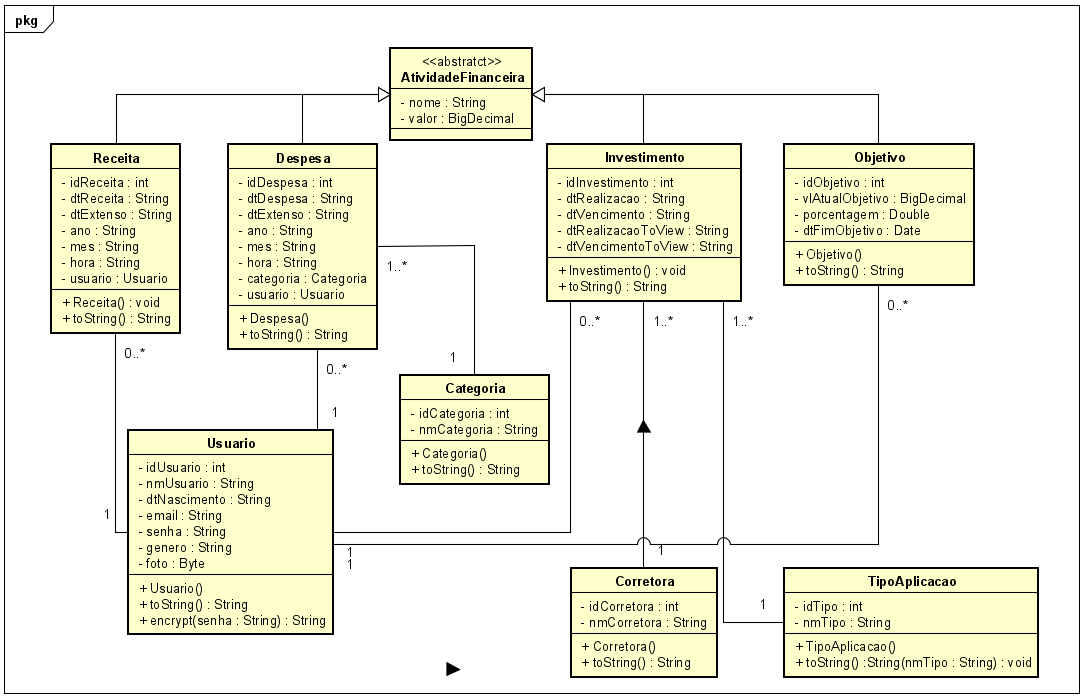 pkg
<<abstratct>>
AtividadeFinanceira
- nome : String
- valor : BigDecimal
Receita
- idReceita : int
- dtReceita : String
- dtExtenso : String
- ano : String
- mes : String
- hora : String
- usuario : Usuario
+ Receita() : void
+ toString() : String
Despesa
- idDespesa : int
- dtDespesa : String
- dtExtenso : String
- ano : String
- mes : String
- hora : String
- categoria : Categoria
- usuario : Usuario
+ Despesa()
+ toString() : String
Investimento
- idInvestimento : int
- dtRealizacao : String
- dtVencimento : String
- dtRealizacaoToView : String
- dtVencimentoToView : String
+ Investimento() : void
+ toString() : String
Objetivo
- idObjetivo : int
- vlAtualObjetivo : BigDecimal
- porcentagem : Double
- dtFimObjetivo : Date
+ Objetivo()
+ toString() : String
1..*
0..*
0..*
0..*
1..*
1..*
0..*
1
1
Categoria
- idCategoria : int
- nmCategoria : String
+ Categoria()
+ toString() : String
Usuario
- idUsuario : int
- nmUsuario : String
- dtNascimento : String
- email : String
- senha : String
- genero : String
- foto : Byte
+ Usuario()
+ toString() : String
+ encrypt(senha : String) : String
1
1
1
1
1
Corretora
- idCorretora : int
- nmCorretora : String
+ Corretora()
+ toString() : String
TipoAplicacao
- idTipo : int
- nmTipo : String
+ TipoAplicacao()
+ toString() :String(nmTipo : String) : void